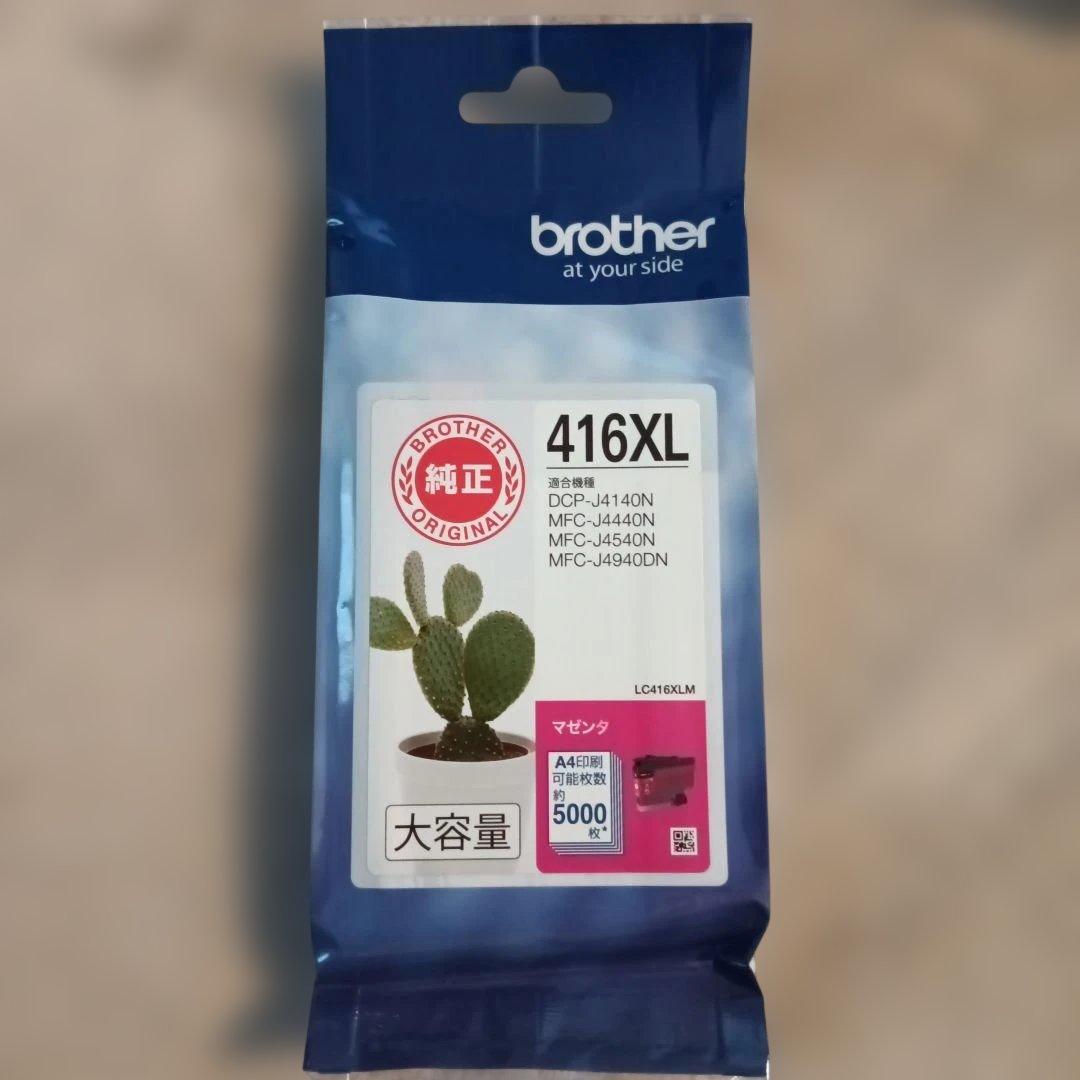 brother
at your side
BROTHER
純正
ORIGINAL
416XL
適合機種
DCP-J4140N
MFC-J4440N
MFC-J4540N
MFC-J4940DN
LC416XLM
マゼンタ
A4印刷
可能枚数
約
5000
枚*
大容量